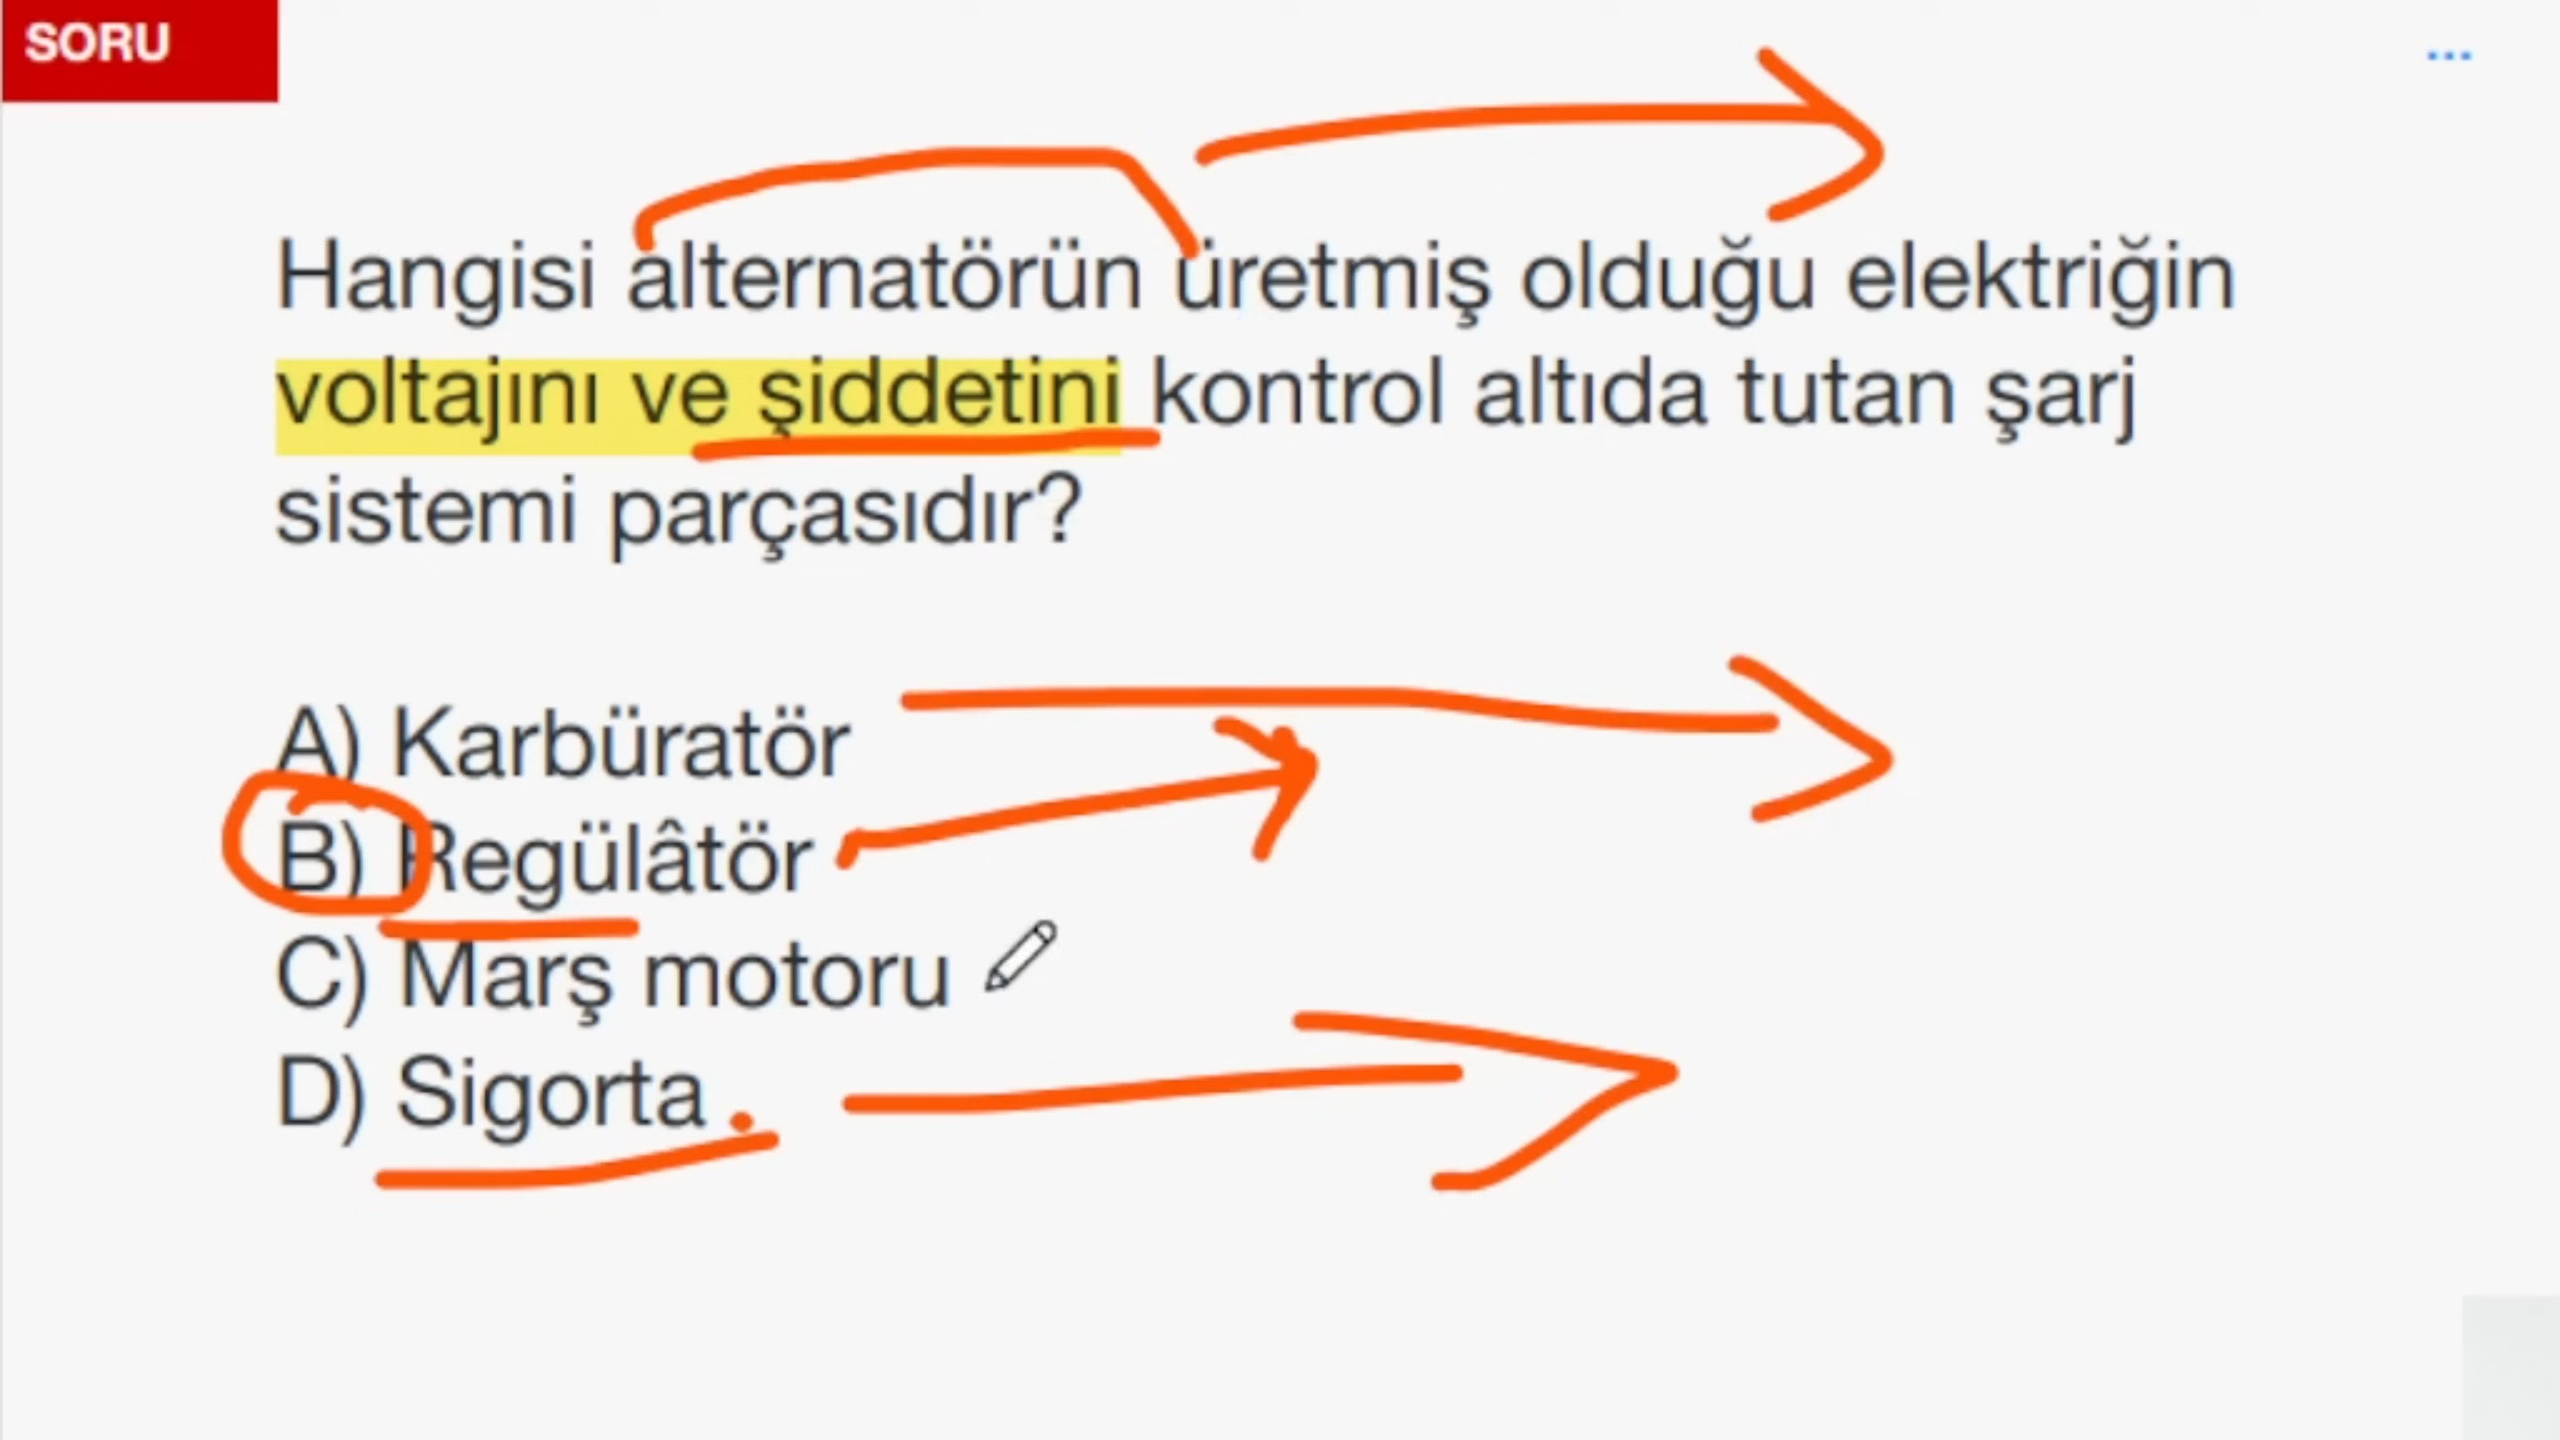 SORU
...
Hangisi alternatörün üretmiş olduğu elektriğin
voltajını ve şiddetini kontrol altıda tutan şarj
sistemi parçasıdır?
A) Karbüratör
B) Regülâtör
C) Marş motoru
D) Sigorta